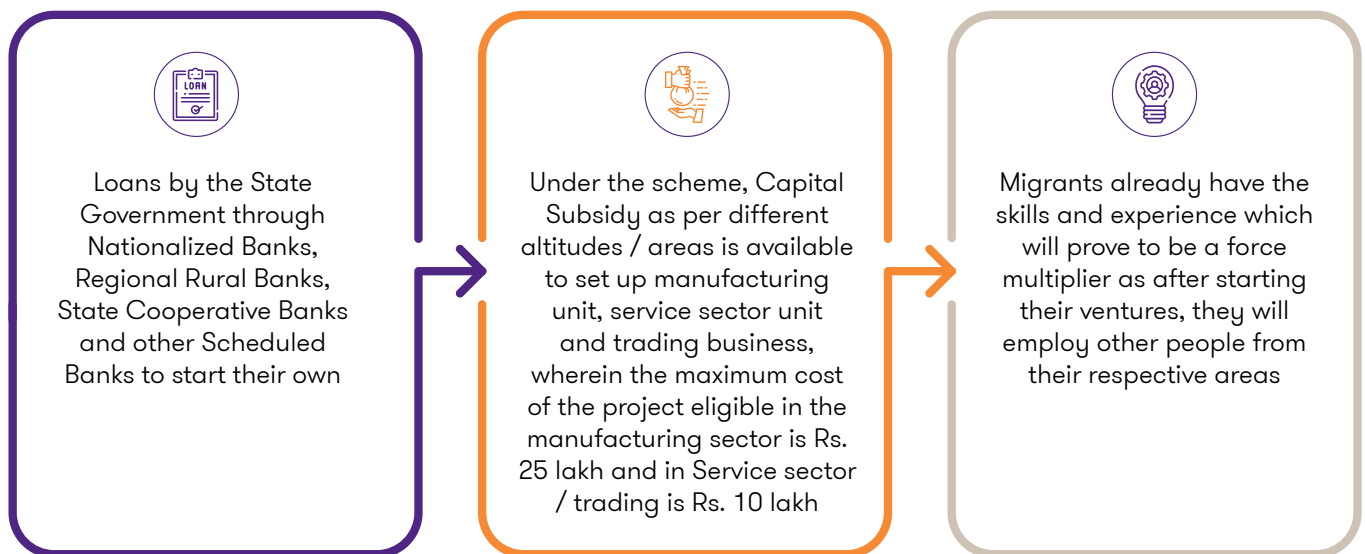 LOAN
Loans by the State
Government through
Nationalized Banks,
Regional Rural Banks,
State Cooperative Banks
and other Scheduled
Banks to start their own
Under the scheme, Capital
Subsidy as per different
altitudes / areas is available
to set up manufacturing
unit, service sector unit
and trading business,
wherein the maximum cost
of the project eligible in the
manufacturing sector is Rs.
25 lakh and in Service sector
/ trading is Rs. 10 lakh
Migrants already have the
skills and experience which
will prove to be a force
multiplier as after starting
their ventures, they will
employ other people from
their respective areas